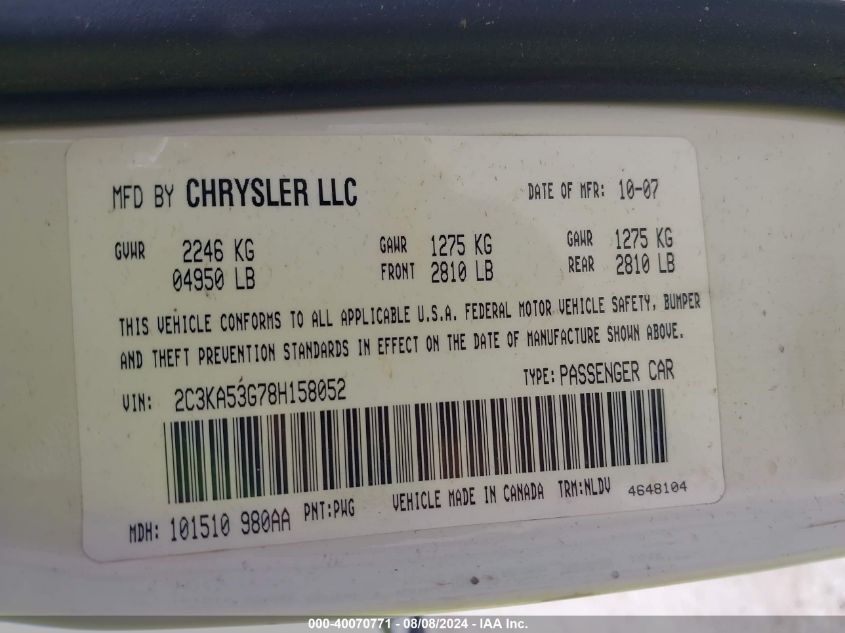 MFD BY CHRYSLER LLC DATE OF MFR: 10-07
GVWR 2246 KG GAWR 1275 KG GAWR 1275 KG
04950 LB FRONT 2810 LB REAR 2810 LB
THIS VEHICLE CONFORMS TO ALL APPLICABLE U.S.A. FEDERAL MOTOR VEHICLE SAFETY, BUMPER
AND THEFT PREVENTION STANDARDS IN EFFECT ON THE DATE OF MANUFACTURE SHOWN ABOVE.
VIN: 2C3KA53G78H158052 TYPE: PASSENGER CAR
MDH: 101510 980AA PNT:PWG VEHICLE MADE IN CANADA TRM:NLDV 4648104
000-40070771 - 08/08/2024 - IAA Inc.